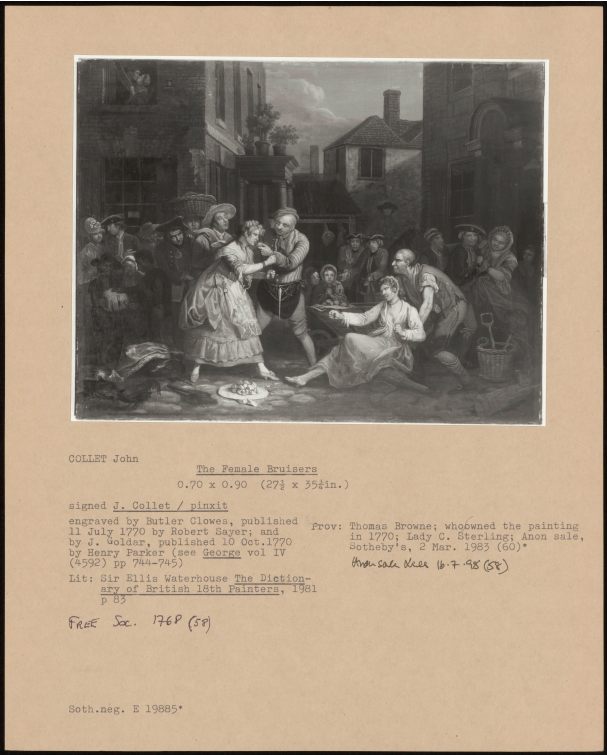 COLLET John
The Female Bruisers
0.70 x 0.90 (27½ x 35¼in.)
signed J. Collet / pinxit
engraved by Butler Clowes, published
11 July 1770 by Robert Sayer; and
by J. Goldar, published 10 Oct.1770
by Henry Parker (see George vol IV
(4592) pp 744-745)
Prov: Thomas Browne; who owned the painting
in 1770; Lady C. Sterling; Anon sale,
Sotheby's, 2 Mar. 1983 (60)*
Anon sale 16.7.98 (58)
Lit: Sir Ellis Waterhouse The Diction-
ary of British 18th Painters, 1981
p 83
FREE Soc. 1768 (58)
Soth.neg. E 19885*